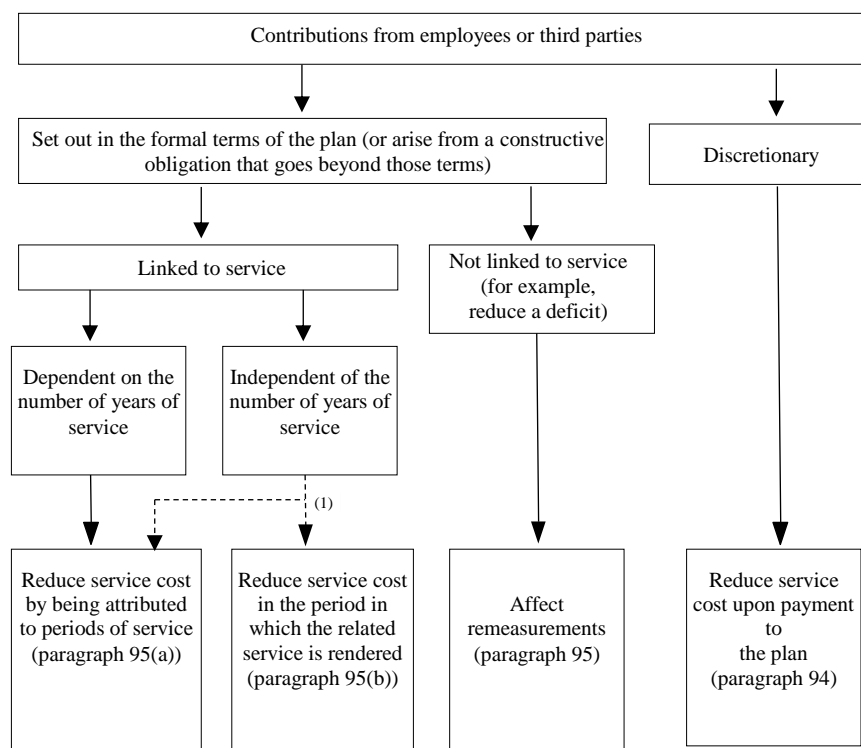 Contributions from employees or third parties
Set out in the formal terms of the plan (or arise from a constructive
obligation that goes beyond those terms)
Discretionary
Linked to service
Not linked to service
(for example,
reduce a deficit)
Dependent on the
number of years of
service
Independent of the
number of years of
service
(1)
Reduce service cost
by being attributed
to periods of service
(paragraph 95(a))
Reduce service cost
in the period in
which the related
service is rendered
(paragraph 95(b))
Affect
remeasurements
(paragraph 95)
Reduce service
cost upon payment
to
the plan
(paragraph 94)